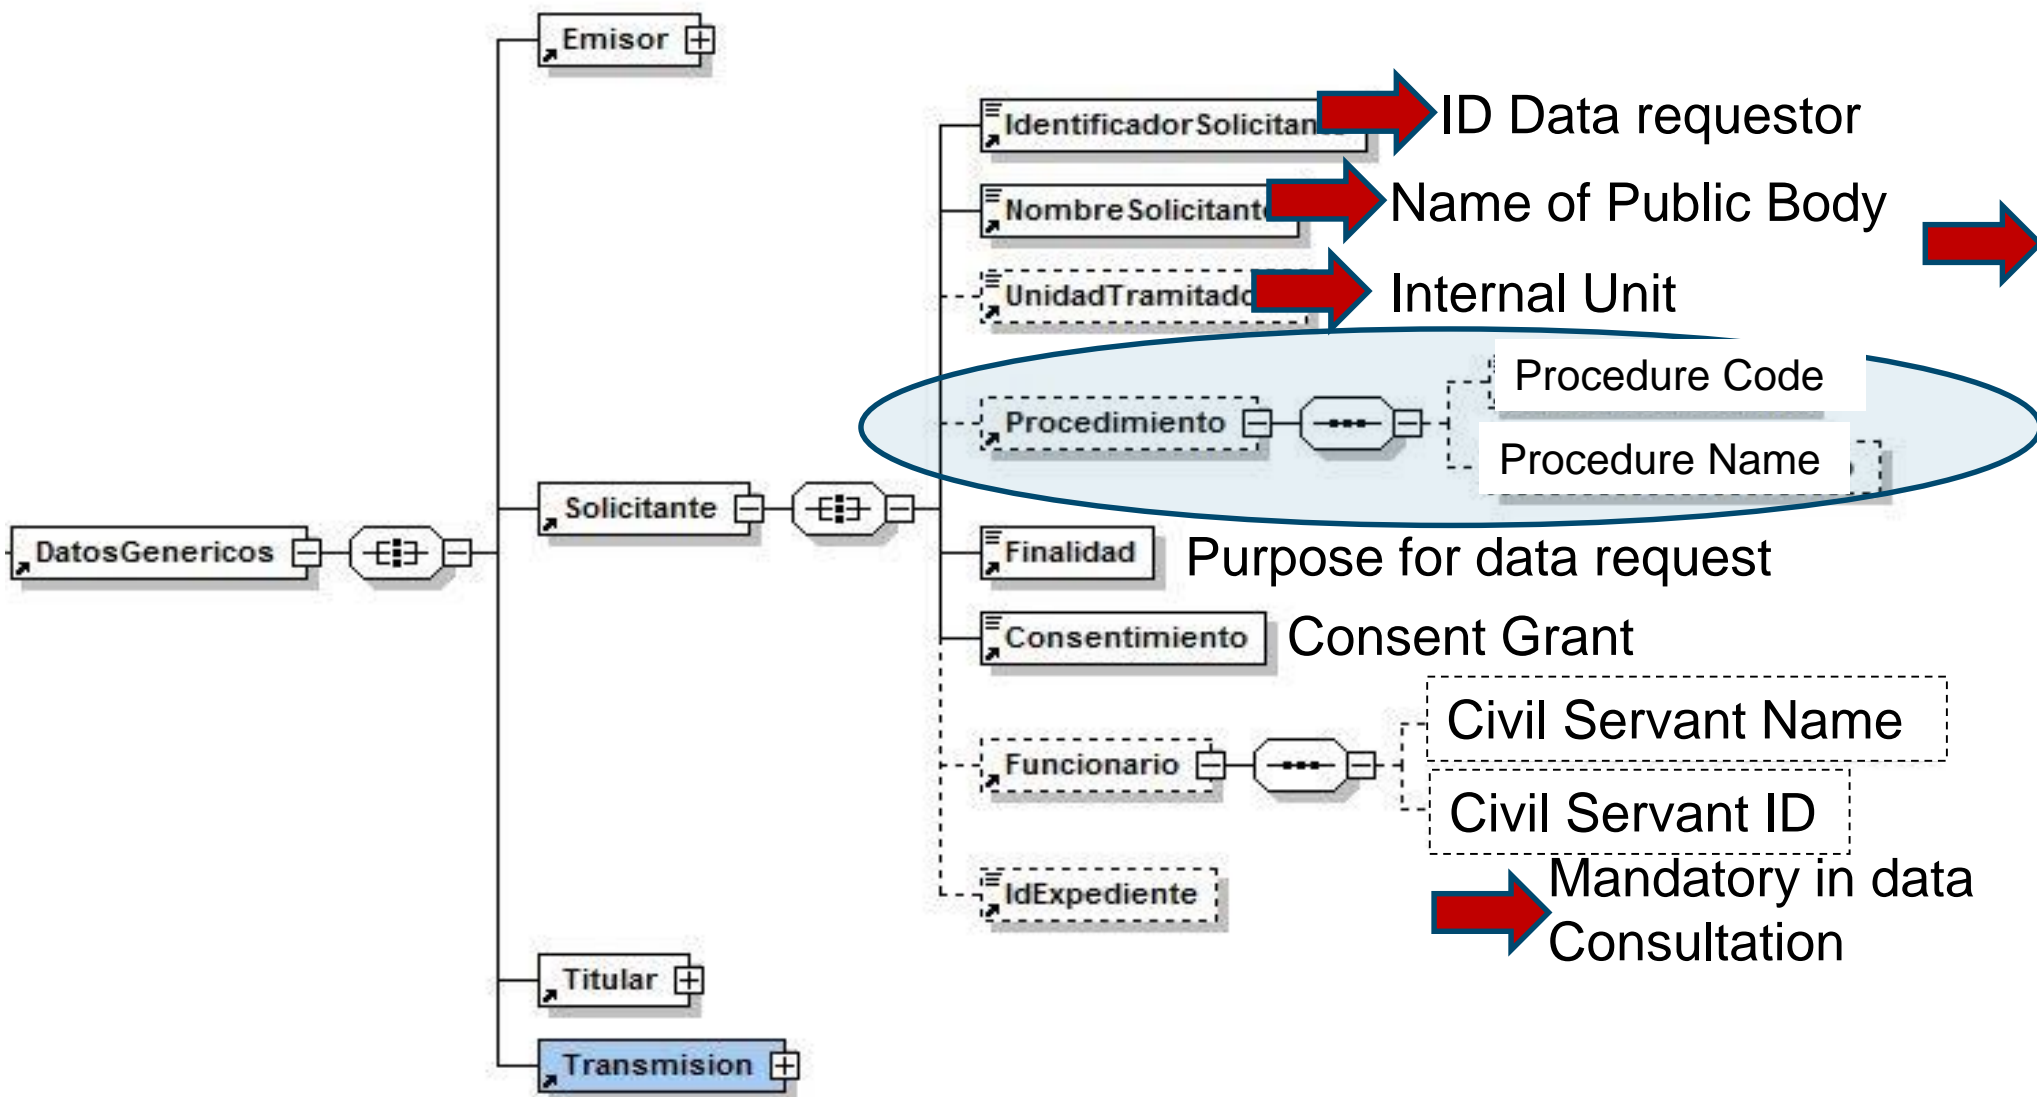 Emisor
IdentificadorSolicitan
ID Data requestor
NombreSolicitant
Name of Public Body
UnidadTramitado
Internal Unit
Procedimiento
Procedure Code
Procedure Name
Solicitante
DatosGenericos
Finalidad
Purpose for data request
Consentimiento
Consent Grant
Funcionario
Civil Servant Name
Civil Servant ID
IdExpediente
Mandatory in data
Consultation
Titular
Transmision